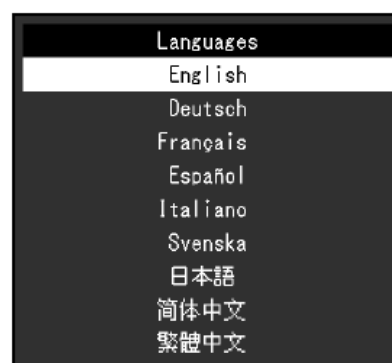 Languages
English
Deutsch
Français
Español
Italiano
Svenska
日本語
简体中文
繁體中文